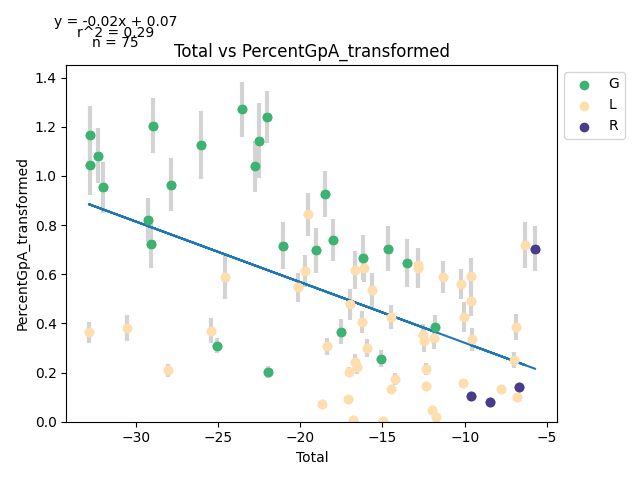 y = -0.02x + 0.07
r^2 = 0.29
n = 75
Total vs PercentGpA_transformed
G
L
R
PercentGpA_transformed
1.4
1.2
1.0
0.8
0.6
0.4
0.2
0.0
−30
−25
−20
−15
−10
−5
Total